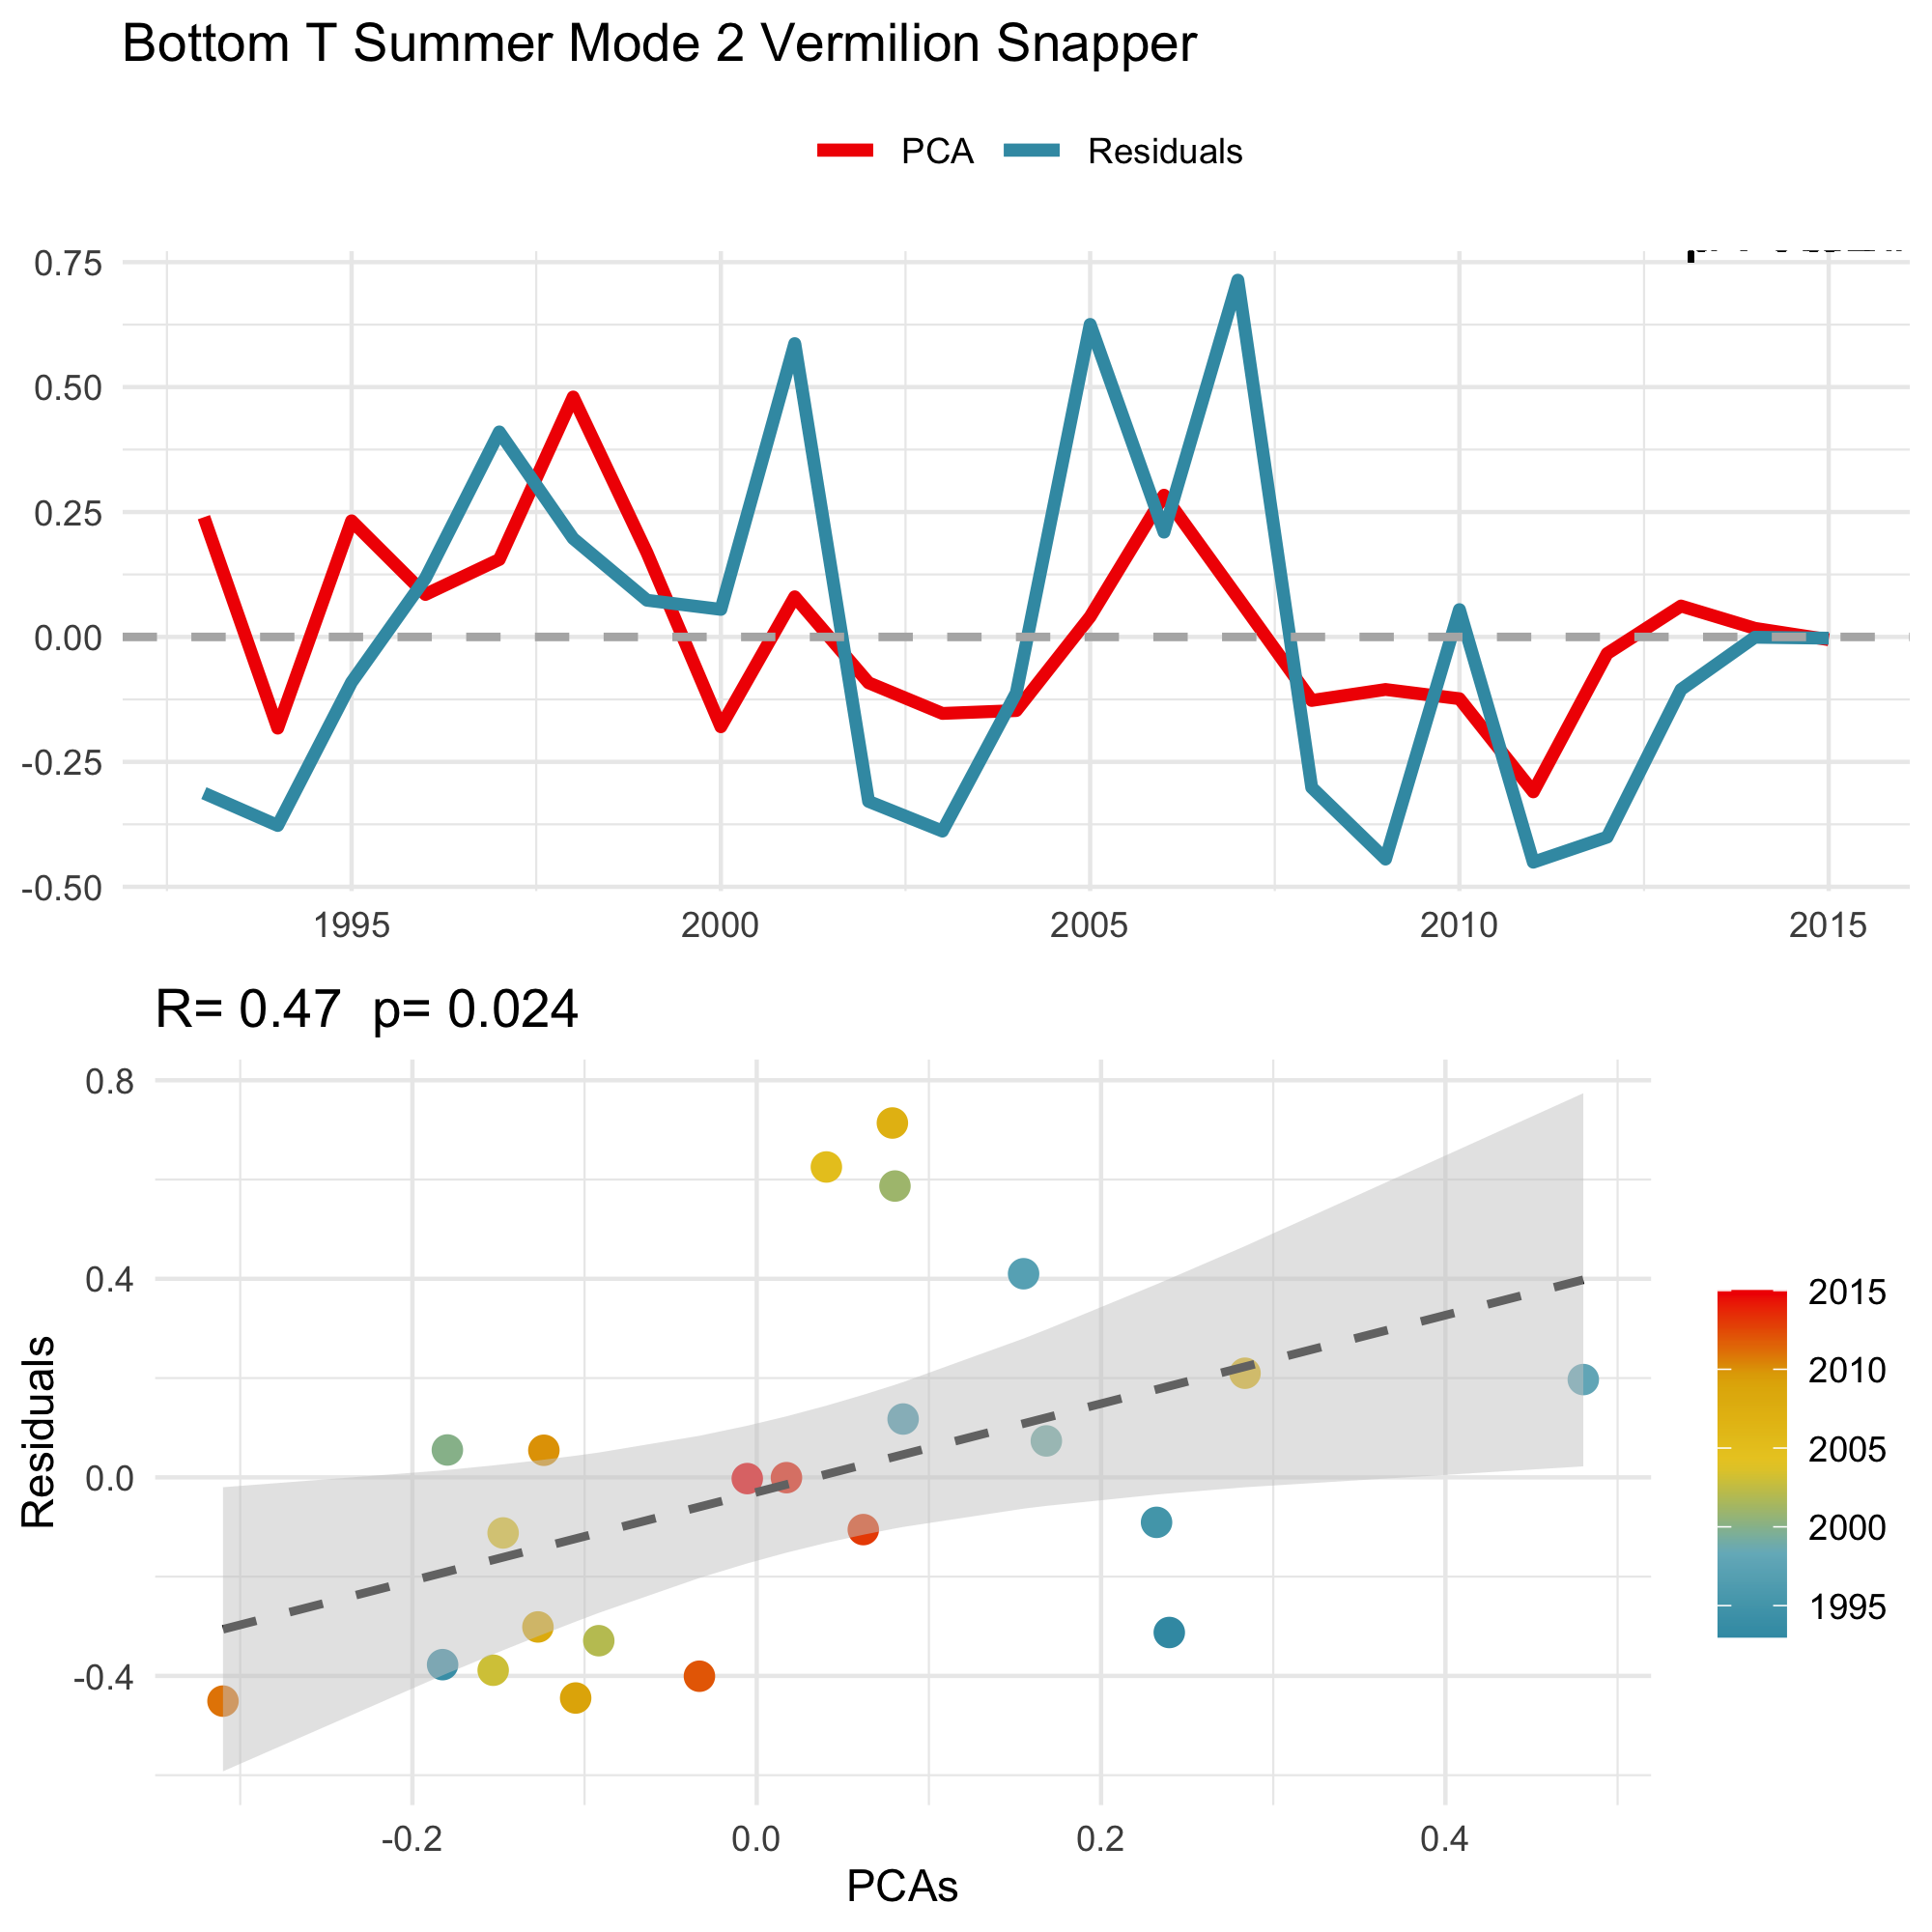 Bottom T Summer Mode 2 Vermilion Snapper
PCA Residuals
0.75
0.50
0.25
0.00
-0.25
-0.50
1995 2000 2005 2010 2015
R= 0.47 p= 0.024
0.8
0.4
0.0
-0.4
Residuals
-0.2 0.0 0.2 0.4
PCAs
2015
2010
2005
2000
1995